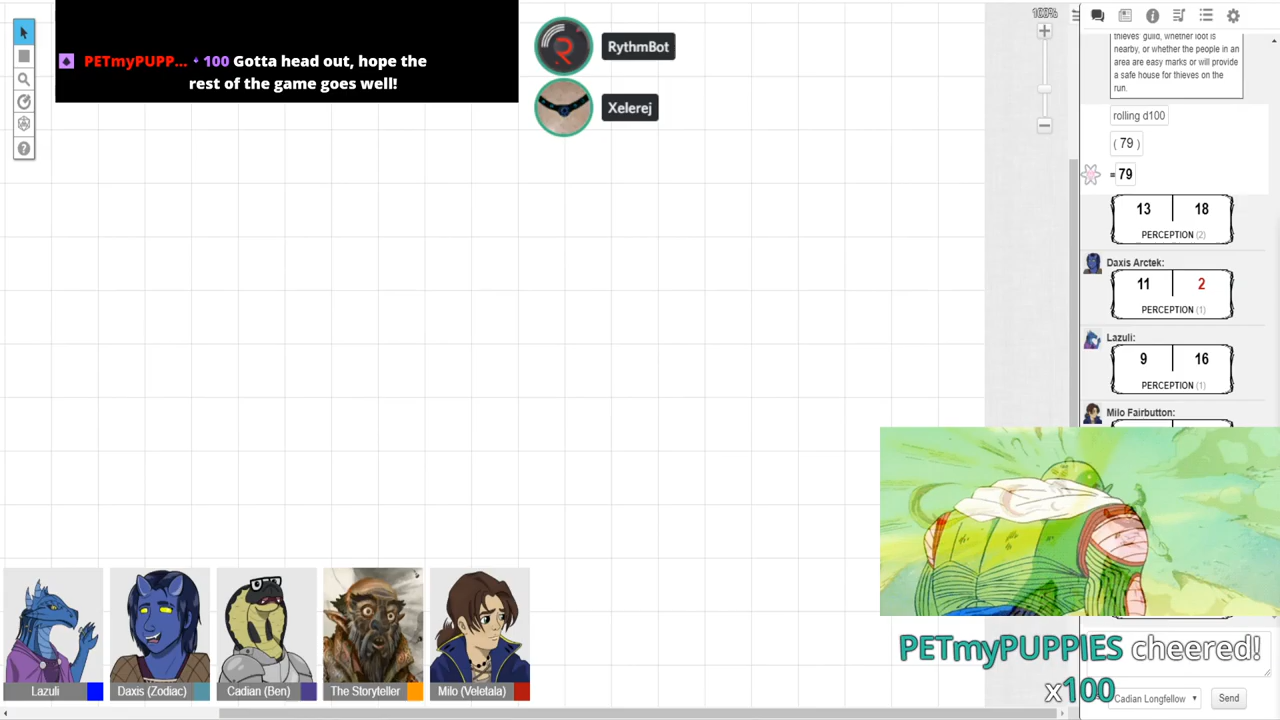 PETmyPUPP... + 100 Gotta head out, hope the
rest of the game goes well!
RythmBot
Xelerej
100%
thieves' guild, whether loot is
nearby, or whether the people in an
area are easy marks or will provide
a safe house for thieves on the
run.
rolling d100
( 79 )
= 79
13 18
PERCEPTION (2)
Daxis Arctek:
11 2
PERCEPTION (1)
Lazuli:
9 16
PERCEPTION (1)
Milo Fairbutton:
PETmyPUPPIES cheered!
x100
Cadian Longfellow
Send
Lazuli
Daxis (Zodiac)
Cadian (Ben)
The Storyteller
Milo (Veletala)